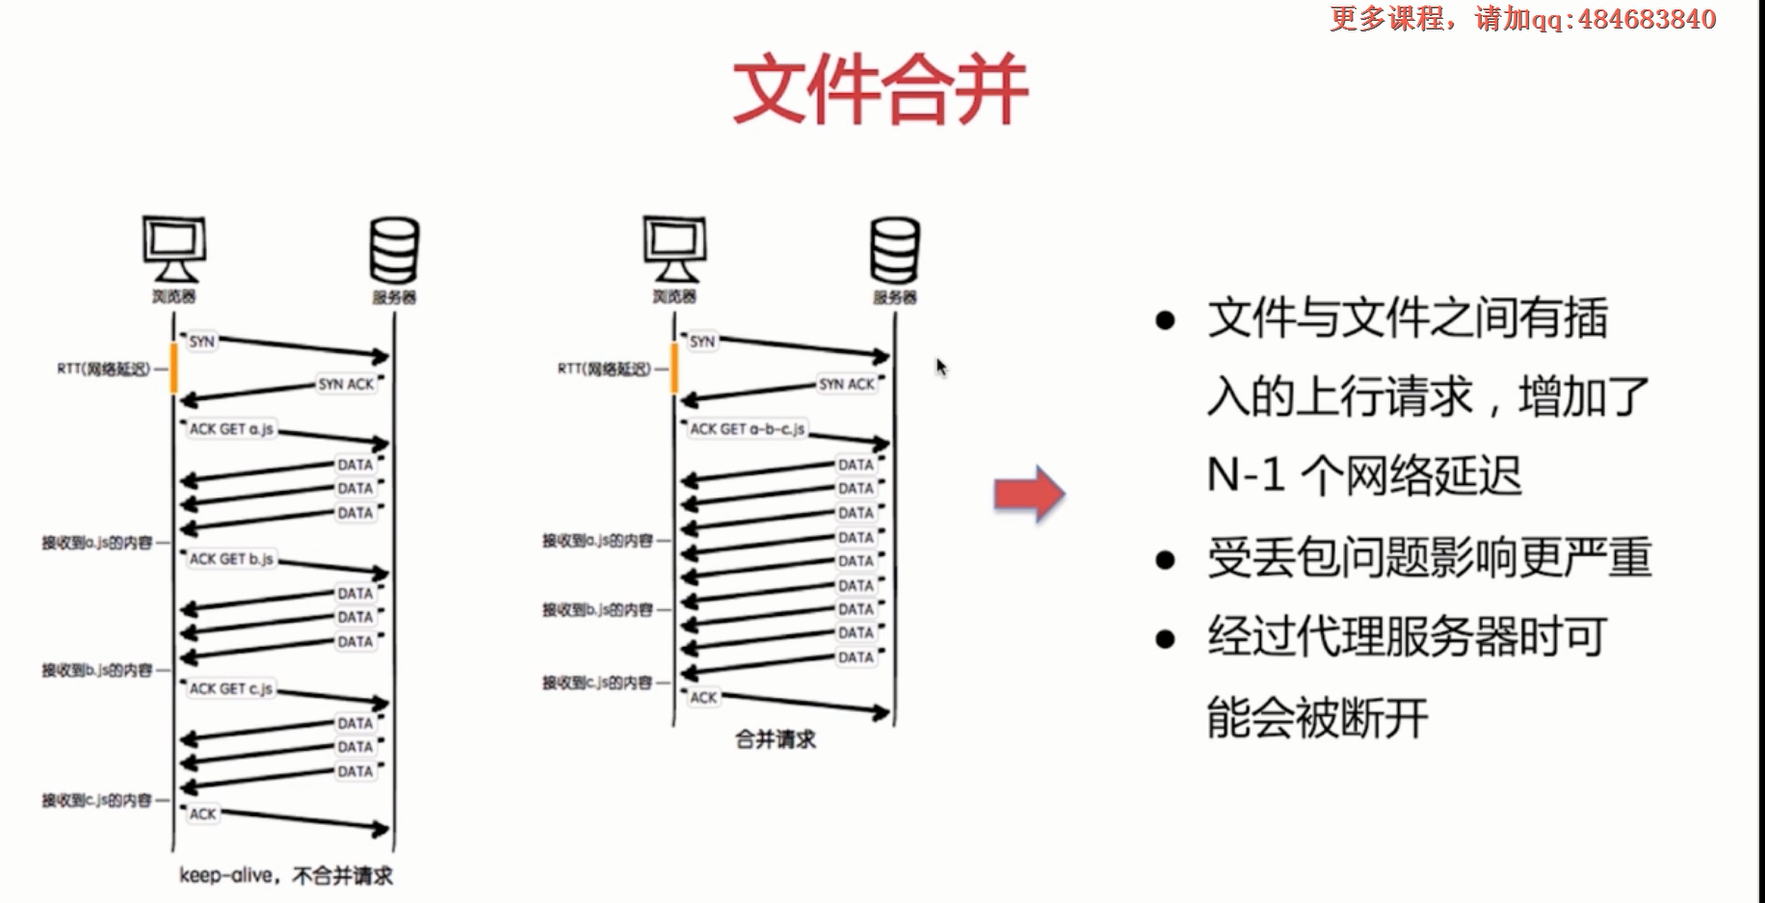 更多课程，请加qq:484683840
文件合并
浏览器
服务器
SYN
RTT(网络延迟)
SYN ACK
ACK GET a.js
DATA
DATA
DATA
接收到a.js的内容
ACK GET b.js
DATA
DATA
DATA
接收到b.js的内容
ACK GET c.js
DATA
DATA
DATA
接收到c.js的内容
ACK
keep-alive，不合并请求
浏览器
服务器
SYN
RTT(网络延迟)
SYN ACK
ACK GET a-b-c.js
DATA
DATA
DATA
DATA
接收到a.js的内容
DATA
DATA
DATA
接收到b.js的内容
DATA
DATA
接收到c.js的内容
ACK
合并请求
● 文件与文件之间有插
入的上行请求，增加了
N-1 个网络延迟
● 受丢包问题影响更严重
● 经过代理服务器时可
能会被断开